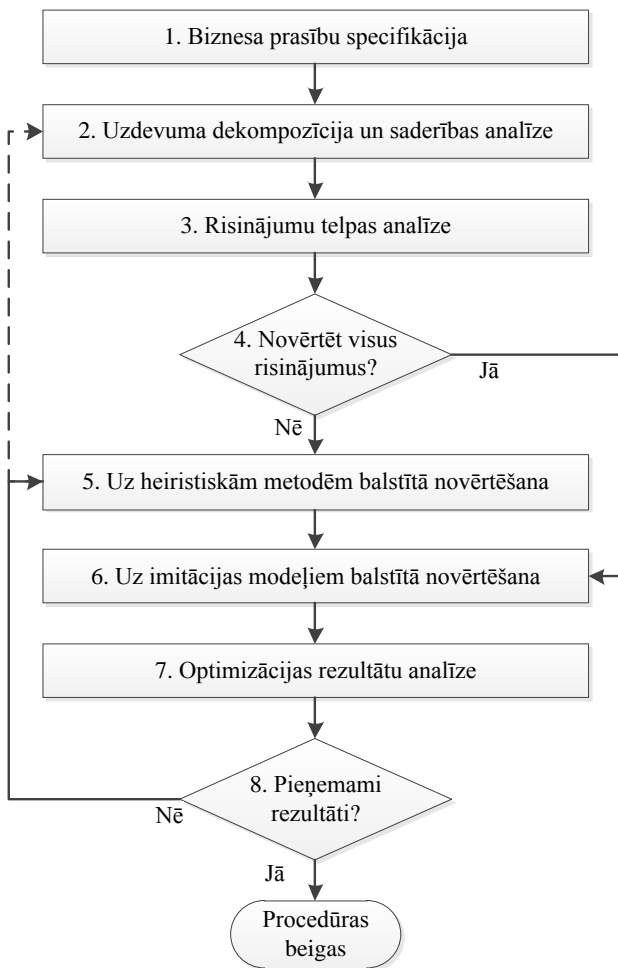 1. Biznesa prasību specifikācija
2. Uzdevuma dekompozīcija un saderības analīze
3. Risinājumu telpas analīze
4. Novērtēt visus
risinājumus?
Jā
Nē
5. Uz heiristiskām metodēm balstītā novērtēšana
6. Uz imitācijas modeļiem balstītā novērtēšana
7. Optimizācijas rezultātu analīze
8. Pieņemami
rezultāti?
Nē
Jā
Procedūras
beigas